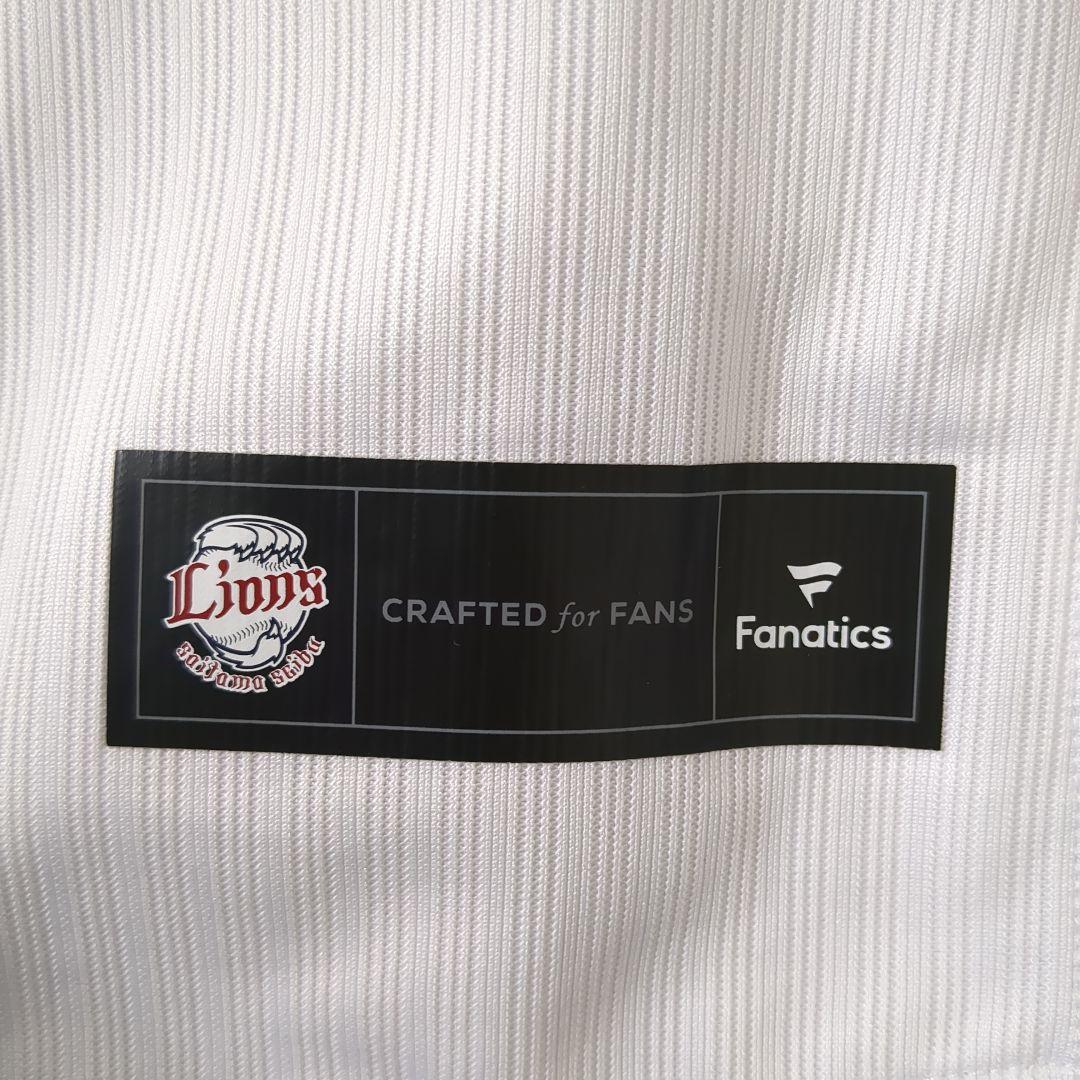 Lions
saitama seibu
CRAFTED for FANS
Fanatics